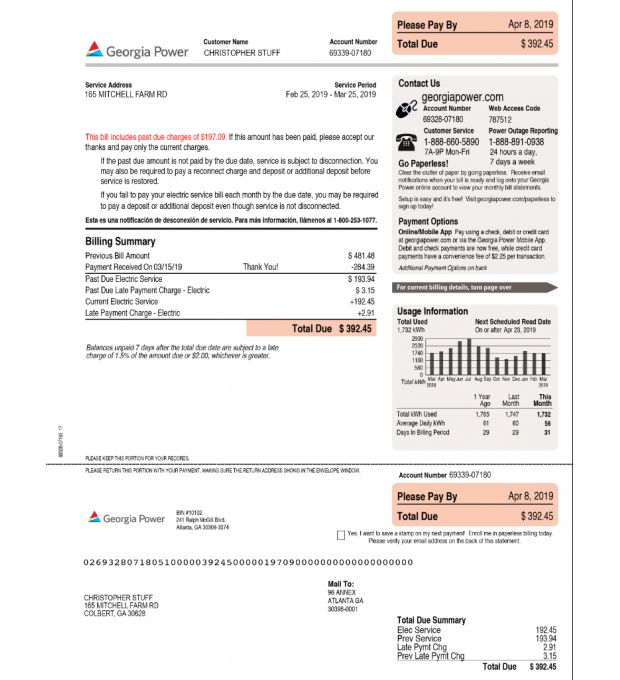 Please Pay By Apr 8, 2019
Total Due $ 392.45
Georgia Power
Customer Name
CHRISTOPHER STUFF
Account Number
69339-07180
Service Address
165 MITCHELL FARM RD
Service Period
Feb 25, 2019 - Mar 25, 2019
This bill includes past due charges of $197.09. If this amount has been paid, please accept our
thanks and pay only the current charges.
If the past due amount is not paid by the due date, service is subject to disconnection. You
may also be required to pay a reconnect charge and deposit or additional deposit before
service is restored.
If you fail to pay your electric service bill each month by the due date, you may be required
to pay a deposit or additional deposit even though service is not disconnected.
Esta es una notificación de desconexión de servicio. Para más información, llámenos al 1-800-253-1077.
Billing Summary
Previous Bill Amount $ 481.48
Payment Received On 03/15/19 Thank You! -284.39
Past Due Electric Service $ 193.94
Past Due Late Payment Charge - Electric $ 3.15
Current Electric Service +192.45
Late Payment Charge - Electric +2.91
Total Due $ 392.45
Balances unpaid 7 days after the total due date are subject to a late
charge of 1.5% of the amount due or $2.00, whichever is greater.
Contact Us
georgiapower.com
Account Number Web Access Code
69328-07180 787512
Customer Service Power Outage Reporting
1-888-660-5890 1-888-891-0938
7A-9P Mon-Fri 24 hours a day,
7 days a week
Go Paperless!
Clear the clutter of paper by going paperless. Receive email
notifications when your bill is ready and log onto your Georgia
Power online account to view your monthly bill statements.
Setup is easy and it's free! Visit georgiapower.com/paperless to
sign up today!
Payment Options
Online/Mobile App Pay using a check, debit or credit card
at georgiapower.com or via the Georgia Power Mobile App.
Debit and check payments are now free, while credit card
payments have a convenience fee of $2.25 per transaction.
Additional Payment Options on back
For current billing details, turn page over
Usage Information
Total Used Next Scheduled Read Date
1,732 kWh On or after Apr 23, 2019
2900
2320
1740
1160
580
0
Total kWh
Mar Apr May Jun Jul Aug Sep Oct Nov Dec Jan Feb Mar
2018 2019
1 Year Ago Last Month This Month
Total kWh Used 1,765 1,747 1,732
Average Daily kWh 61 60 56
Days In Billing Period 29 29 31
PLEASE KEEP THIS PORTION FOR YOUR RECORDS.
PLEASE RETURN THIS PORTION WITH YOUR PAYMENT, MAKING SURE THE RETURN ADDRESS SHOWS IN THE ENVELOPE WINDOW.
Account Number 69339-07180
Please Pay By Apr 8, 2019
Total Due $ 392.45
Georgia Power
BIN #10102
241 Ralph McGill Blvd.
Atlanta, GA 30308-3374
Yes, I want to save a stamp on my next payment! Enroll me in paperless billing today.
Please verify your email address on the back of this statement.
Mail To:
96 ANNEX
ATLANTA GA
30396-0001
CHRISTOPHER STUFF
165 MITCHELL FARM RD
COLBERT, GA 30628
Total Due Summary
Elec Service 192.45
Prev Service 193.94
Late Pymt Chg 2.91
Prev Late Pymt Chg 3.15
Total Due $ 392.45